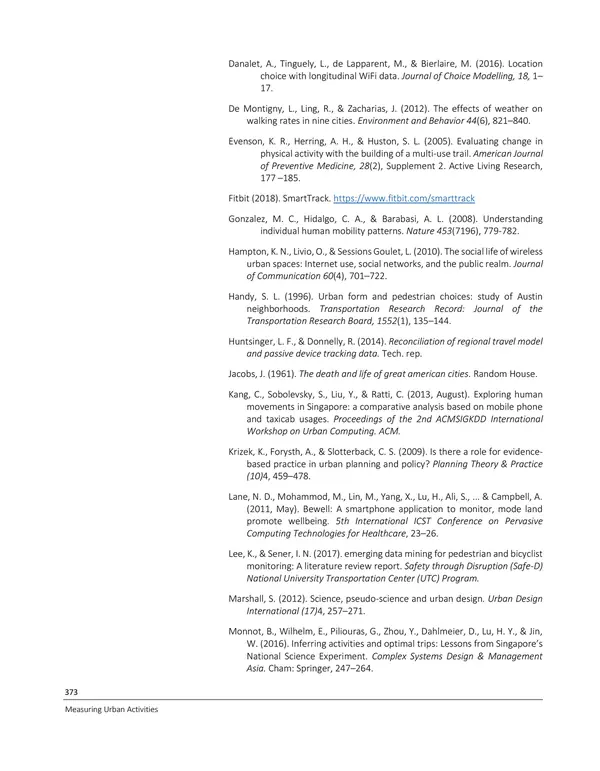 Danalet, A., Tinguely, L., de Lapparent, M., & Bierlaire, M. (2016). Location
choice with longitudinal WiFi data. Journal of Choice Modelling, 18, 1–
17.
De Montigny, L., Ling, R., & Zacharias, J. (2012). The effects of weather on
walking rates in nine cities. Environment and Behavior 44(6), 821–840.
Evenson, K. R., Herring, A. H., & Huston, S. L. (2005). Evaluating change in
physical activity with the building of a multi-use trail. American Journal
of Preventive Medicine, 28(2), Supplement 2. Active Living Research,
177 –185.
Fitbit (2018). SmartTrack. https://www.fitbit.com/smarttrack
Gonzalez, M. C., Hidalgo, C. A., & Barabasi, A. L. (2008). Understanding
individual human mobility patterns. Nature 453(7196), 779-782.
Hampton, K. N., Livio, O., & Sessions Goulet, L. (2010). The social life of wireless
urban spaces: Internet use, social networks, and the public realm. Journal
of Communication 60(4), 701–722.
Handy, S. L. (1996). Urban form and pedestrian choices: study of Austin
neighborhoods. Transportation Research Record: Journal of the
Transportation Research Board, 1552(1), 135–144.
Huntsinger, L. F., & Donnelly, R. (2014). Reconciliation of regional travel model
and passive device tracking data. Tech. rep.
Jacobs, J. (1961). The death and life of great american cities. Random House.
Kang, C., Sobolevsky, S., Liu, Y., & Ratti, C. (2013, August). Exploring human
movements in Singapore: a comparative analysis based on mobile phone
and taxicab usages. Proceedings of the 2nd ACMSIGKDD International
Workshop on Urban Computing. ACM.
Krizek, K., Forysth, A., & Slotterback, C. S. (2009). Is there a role for evidence-
based practice in urban planning and policy? Planning Theory & Practice
(10)4, 459–478.
Lane, N. D., Mohammod, M., Lin, M., Yang, X., Lu, H., Ali, S., ... & Campbell, A.
(2011, May). Bewell: A smartphone application to monitor, mode land
promote wellbeing. 5th International ICST Conference on Pervasive
Computing Technologies for Healthcare, 23–26.
Lee, K., & Sener, I. N. (2017). emerging data mining for pedestrian and bicyclist
monitoring: A literature review report. Safety through Disruption (Safe-D)
National University Transportation Center (UTC) Program.
Marshall, S. (2012). Science, pseudo-science and urban design. Urban Design
International (17)4, 257–271.
Monnot, B., Wilhelm, E., Piliouras, G., Zhou, Y., Dahlmeier, D., Lu, H. Y., & Jin,
W. (2016). Inferring activities and optimal trips: Lessons from Singapore's
National Science Experiment. Complex Systems Design & Management
Asia. Cham: Springer, 247–264.
373
Measuring Urban Activities